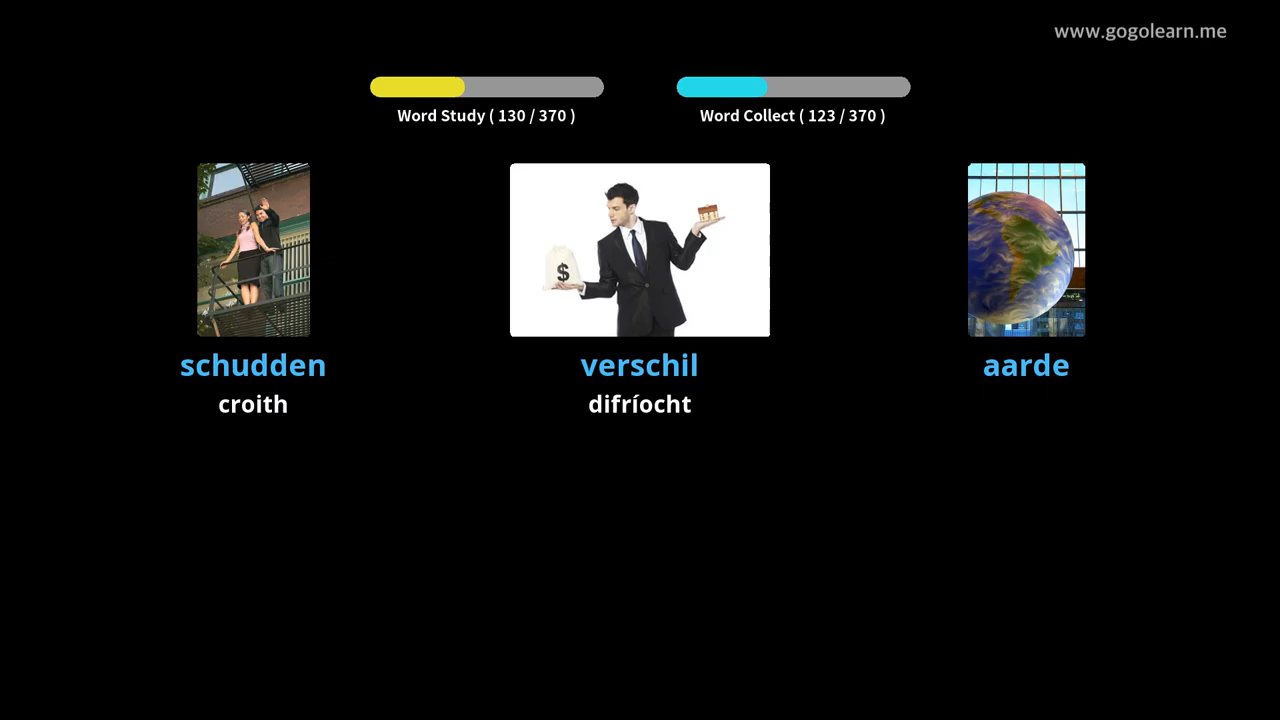 www.gogolearn.me
Word Study ( 130 / 370 )
Word Collect ( 123 / 370 )
$
schudden
verschil
aarde
croith
difríocht